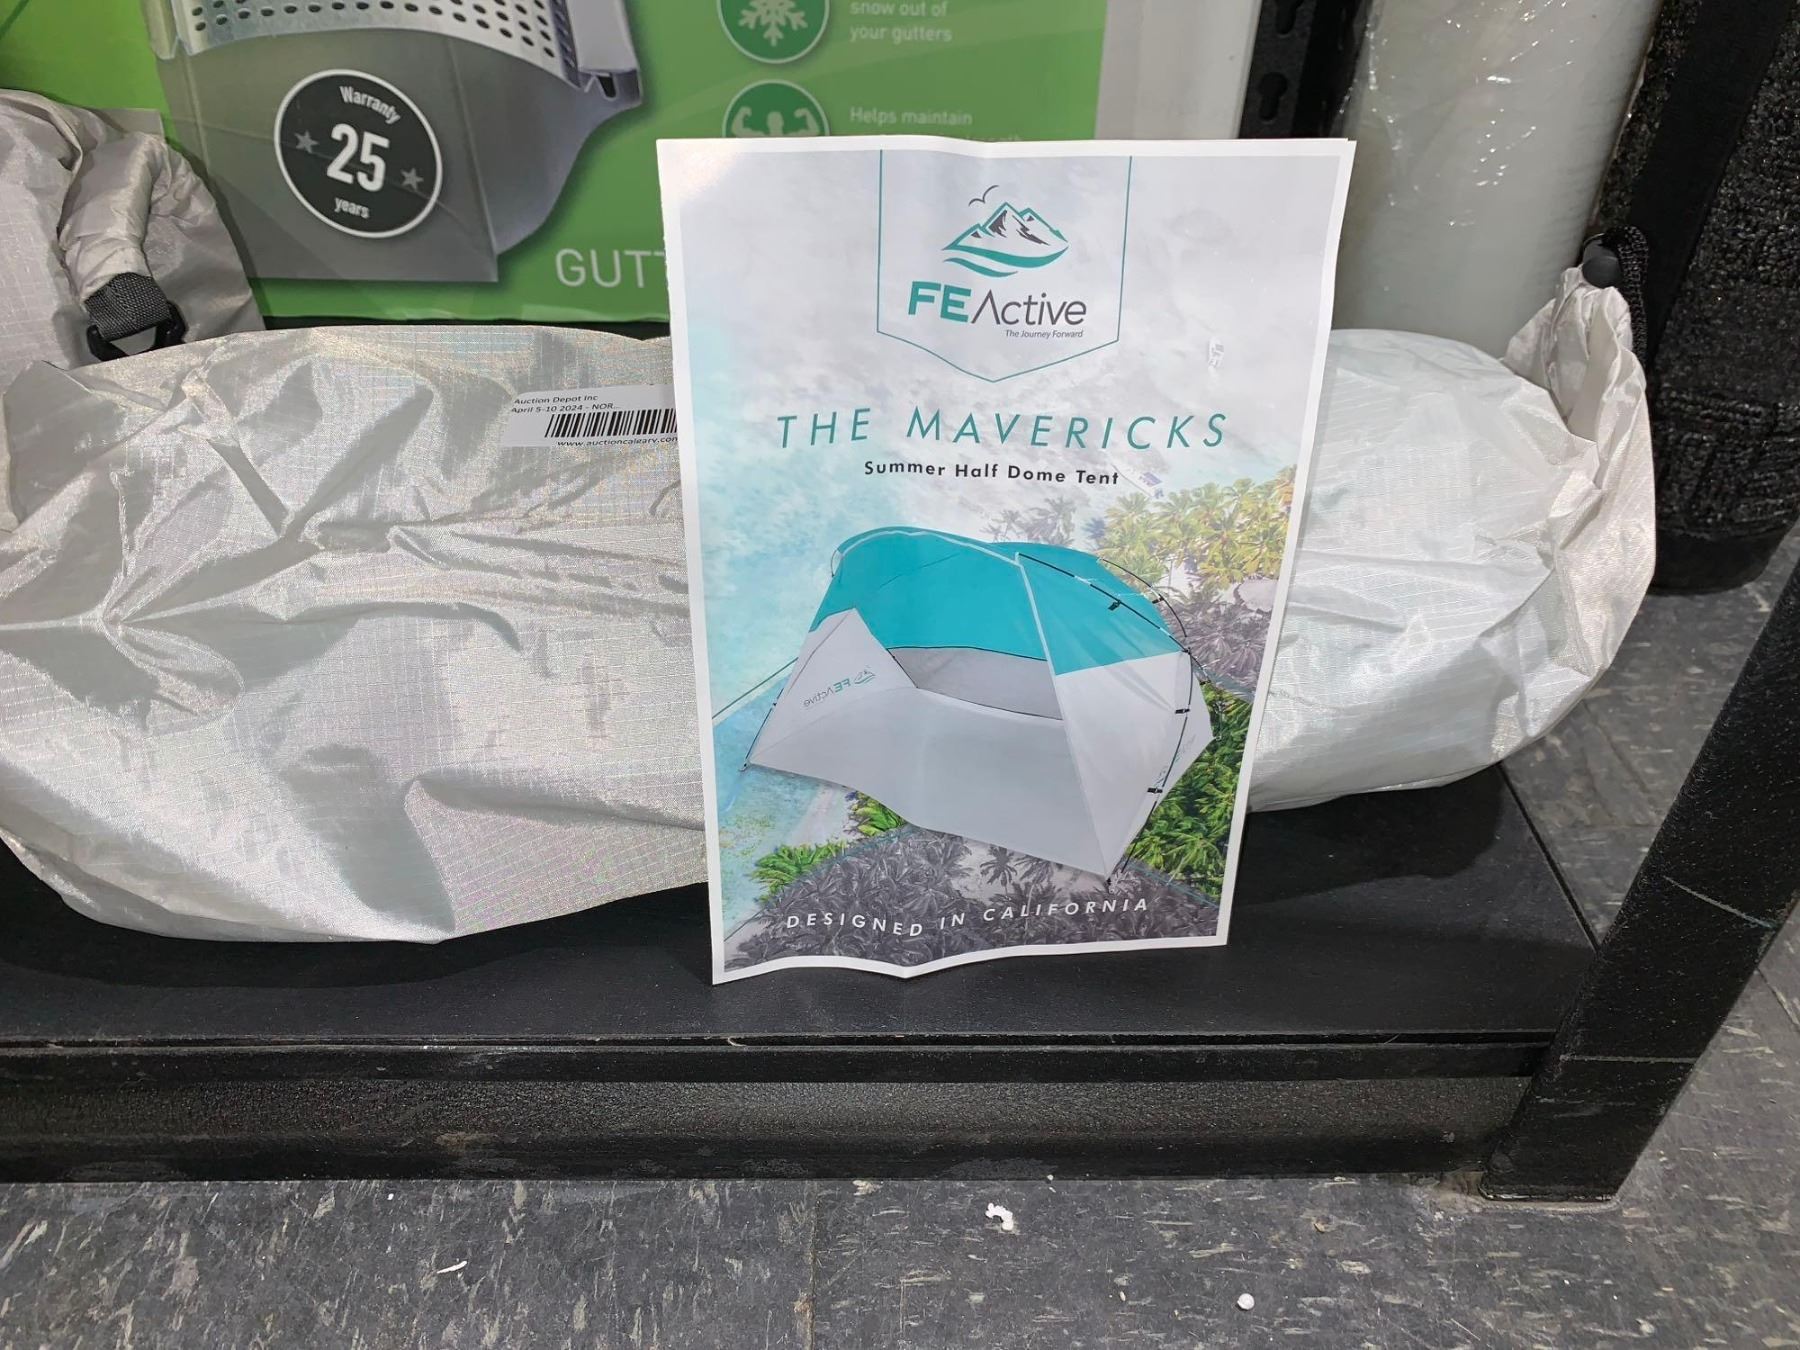 snow out of
your gutters
Helps maintain
Warranty
25
years
GUTT
FEActive
The Journey Forward
Auction Depot Inc
April 5-10 2024 - NOR...
www.auctioncalgary.com
THE MAVERICKS
Summer Half Dome Tent
FEActive
DESIGNED IN CALIFORNIA